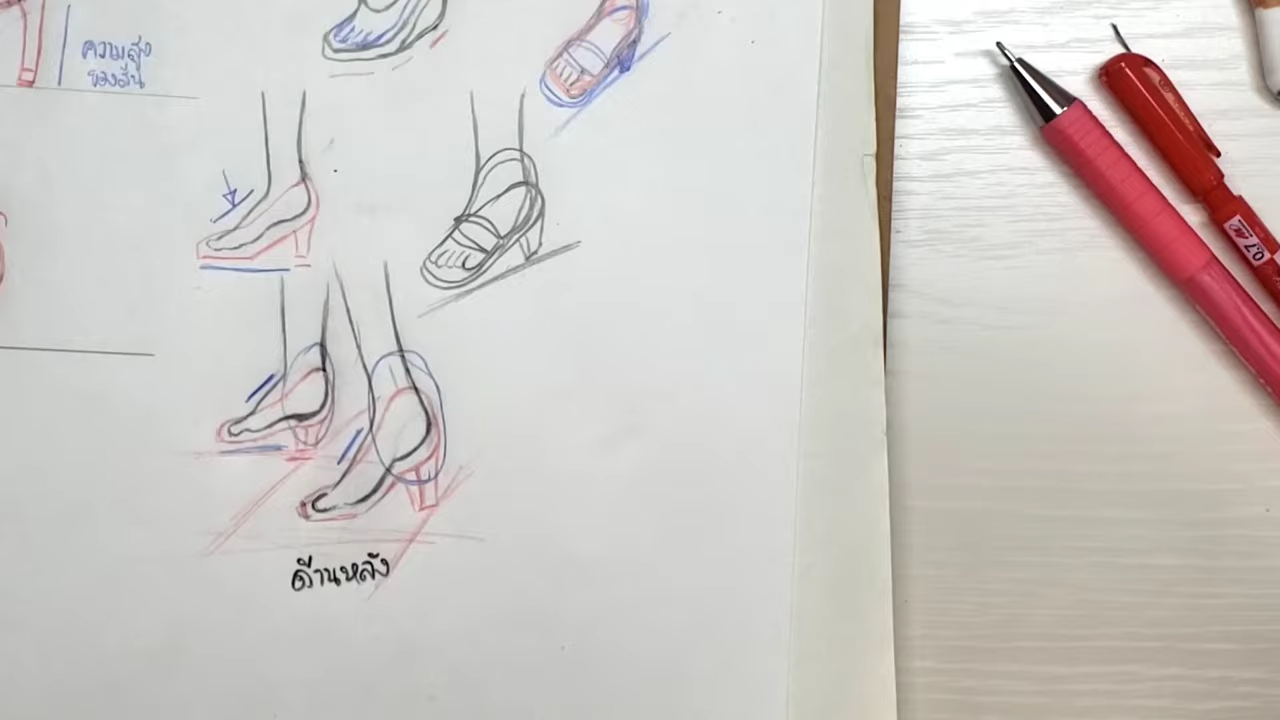 ความสูง
ของส้น
ด้านหลัง
0.7